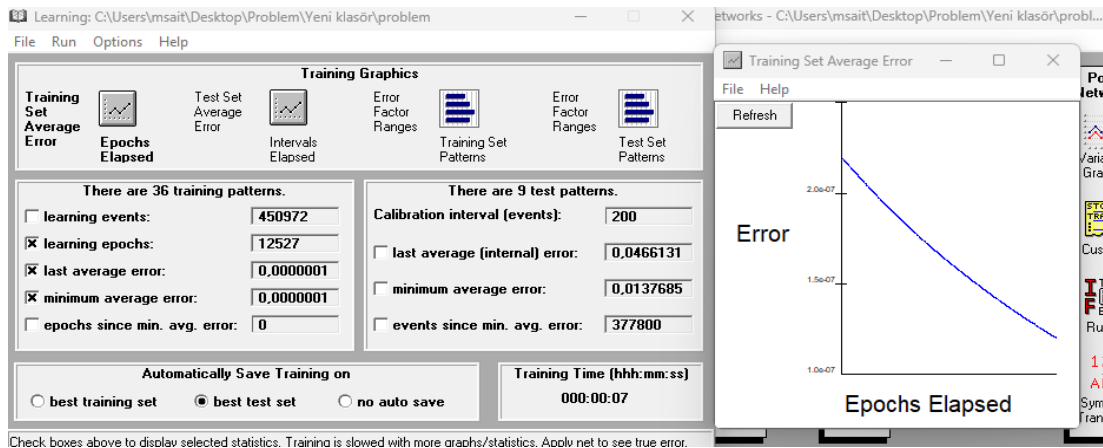 Learning: C:\Users\msait\Desktop\Problem\Yeni klasör\problem
File Run Options Help
Training Graphics
Training Set Average Error
Epochs Elapsed
Test Set Average Error
Intervals Elapsed
Error Factor Ranges
Training Set Patterns
Error Factor Ranges
Test Set Patterns
There are 36 training patterns.
learning events: 450972
learning epochs: 12527
last average error: 0,0000001
minimum average error: 0,0000001
epochs since min. avg. error: 0
There are 9 test patterns.
Calibration interval (events): 200
last average (internal) error: 0,0466131
minimum average error: 0,0137685
events since min. avg. error: 377800
Automatically Save Training on
best training set best test set no auto save
Training Time (hhh:mm:ss)
000:00:07
Check boxes above to display selected statistics. Training is slowed with more graphs/statistics. Apply net to see true error.
etworks - C:\Users\msait\Desktop\Problem\Yeni klasör\probl...
Training Set Average Error
File Help
Refresh
2.0e-07
Error
1.5e-07
1.0e-07
Epochs Elapsed